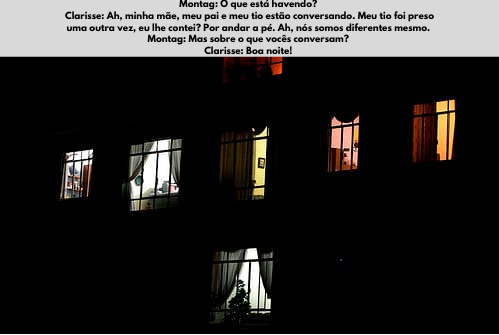 Montag: O que está havendo?
Clarisse: Ah, minha mãe, meu pai e meu tio estão conversando. Meu tio foi preso
uma outra vez, eu lhe contei? Por andar a pé. Ah, nós somos diferentes mesmo.
Montag: Mas sobre o que vocês conversam?
Clarisse: Boa noite!